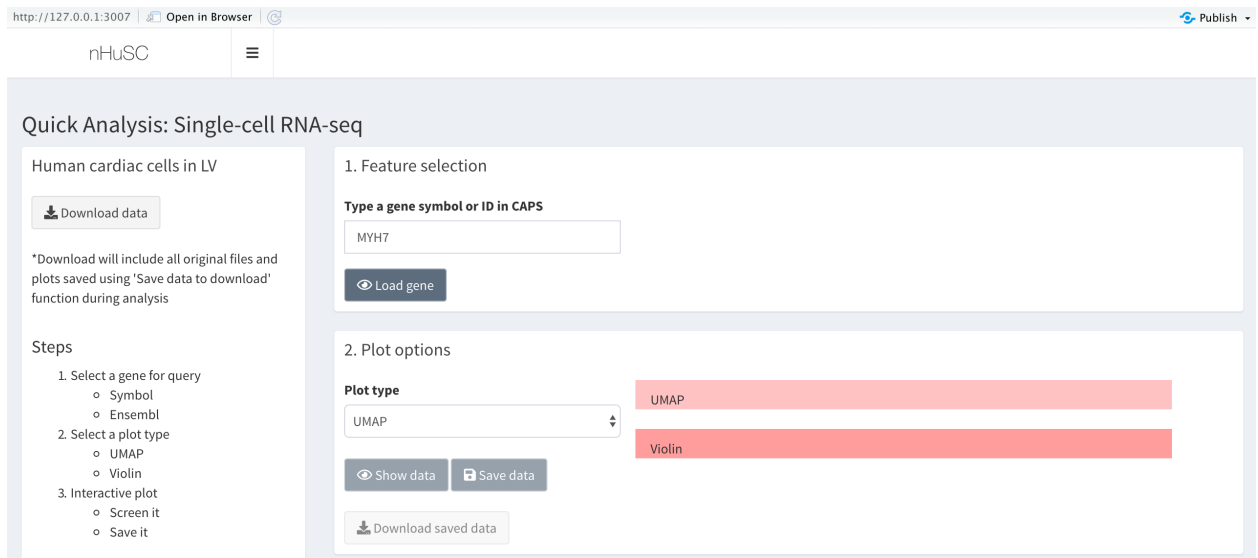 http://127.0.0.1:3007 Open in Browser Publish
nHuSC
Quick Analysis: Single-cell RNA-seq
Human cardiac cells in LV
Download data
*Download will include all original files and
plots saved using 'Save data to download'
function during analysis
Steps
1. Select a gene for query
Symbol
Ensembl
2. Select a plot type
UMAP
Violin
3. Interactive plot
Screen it
Save it
1. Feature selection
Type a gene symbol or ID in CAPS
MYH7
Load gene
2. Plot options
Plot type
UMAP
Show data Save data
Download saved data
UMAP
Violin